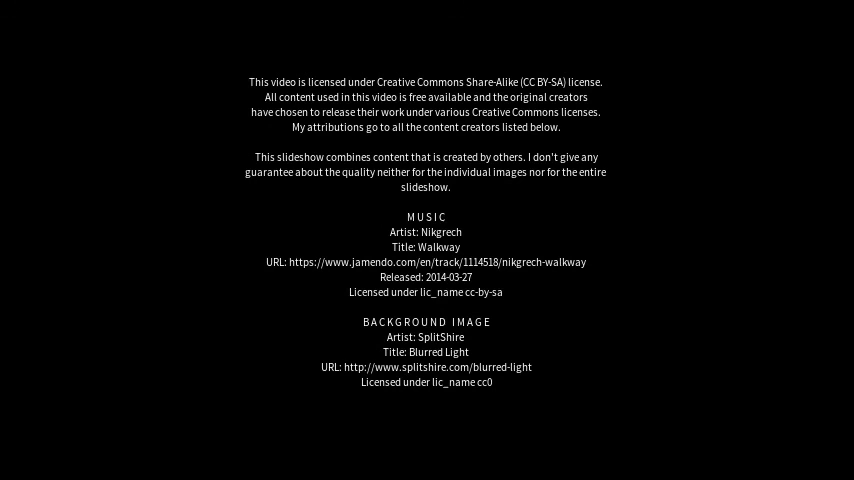 This video is licensed under Creative Commons Share-Alike (CC BY-SA) license.
All content used in this video is free available and the original creators
have chosen to release their work under various Creative Commons licenses.
My attributions go to all the content creators listed below.
This slideshow combines content that is created by others. I don't give any
guarantee about the quality neither for the individual images nor for the entire
slideshow.
MUSIC
Artist: Nikgrech
Title: Walkway
URL: https://www.jamendo.com/en/track/1114518/nikgrech-walkway
Released: 2014-03-27
Licensed under lic_name cc-by-sa
BACKGROUND IMAGE
Artist: SplitShire
Title: Blurred Light
URL: http://www.splitshire.com/blurred-light
Licensed under lic_name cc0